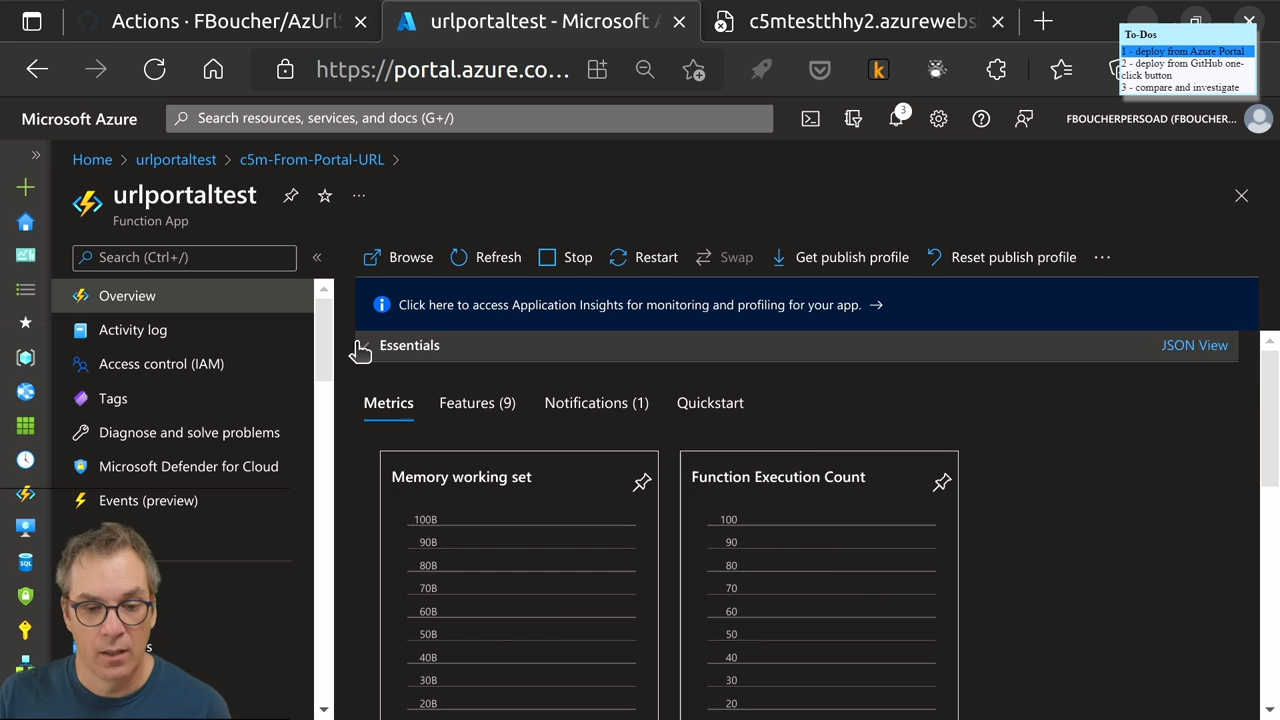 Actions · FBoucher/AzUrlS
urlportaltest - Microsoft A
c5mtestthhy2.azurewebs
To-Dos
1 - deploy from Azure Portal
2 - deploy from GitHub one-
click button
3 - compare and investigate
https://portal.azure.co...
k
Microsoft Azure
Search resources, services, and docs (G+/)
3
FBOUCHERPERSOAD (FBOUCHER...
Home > urlportaltest > c5m-From-Portal-URL >
urlportaltest
...
Function App
Search (Ctrl+/)
«
Browse
Refresh
Stop
Restart
Swap
Get publish profile
Reset publish profile
...
Overview
Activity log
Access control (IAM)
Tags
Diagnose and solve problems
Microsoft Defender for Cloud
Events (preview)
SQL
Click here to access Application Insights for monitoring and profiling for your app. →
Essentials
JSON View
Metrics
Features (9)
Notifications (1)
Quickstart
Memory working set
100B
90B
80B
70B
60B
50B
40B
30B
20B
Function Execution Count
100
90
80
70
60
50
40
30
20